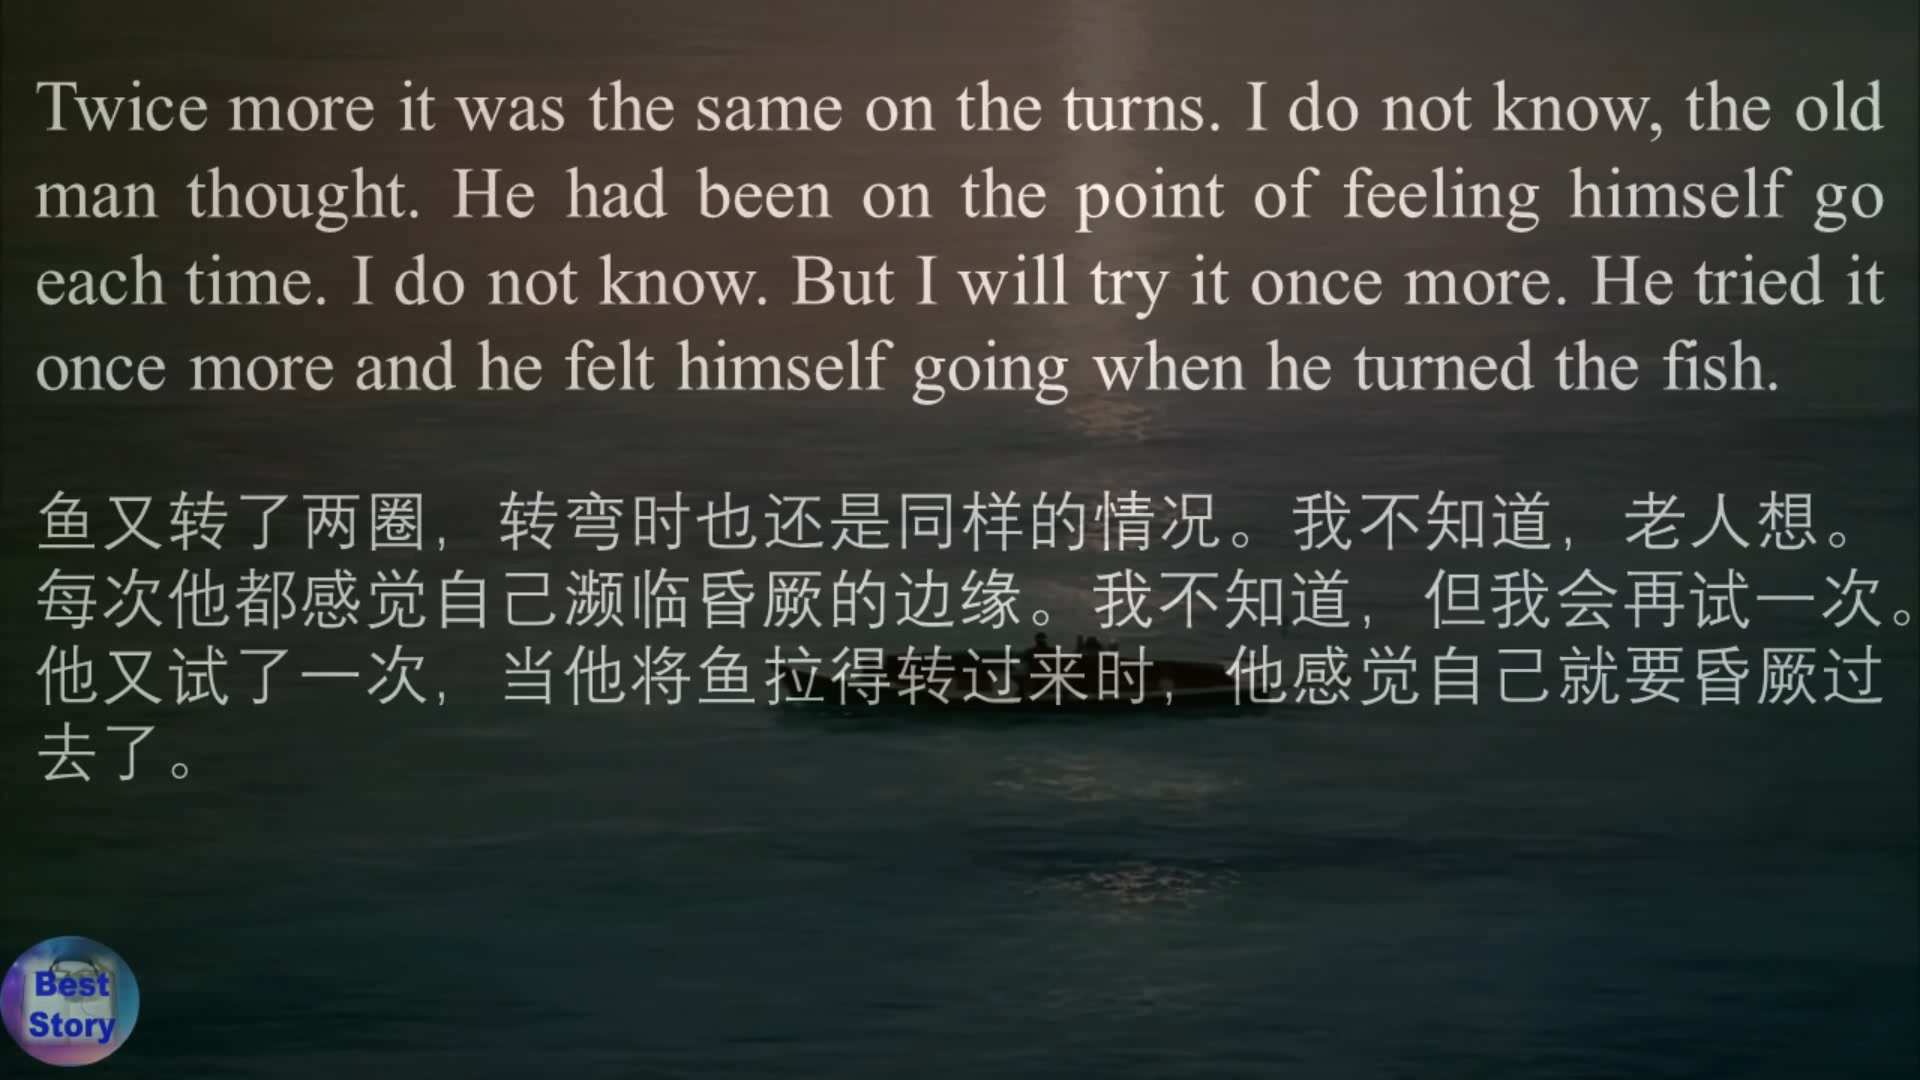 Twice more it was the same on the turns. I do not know, the old
man thought. He had been on the point of feeling himself go
each time. I do not know. But I will try it once more. He tried it
once more and he felt himself going when he turned the fish.
鱼又转了两圈，转弯时也还是同样的情况。我不知道，老人想。
每次他都感觉自己濒临昏厥的边缘。我不知道，但我会再试一次。
他又试了一次，当他将鱼拉得转过来时，他感觉自己就要昏厥过
去了。
Best
Story